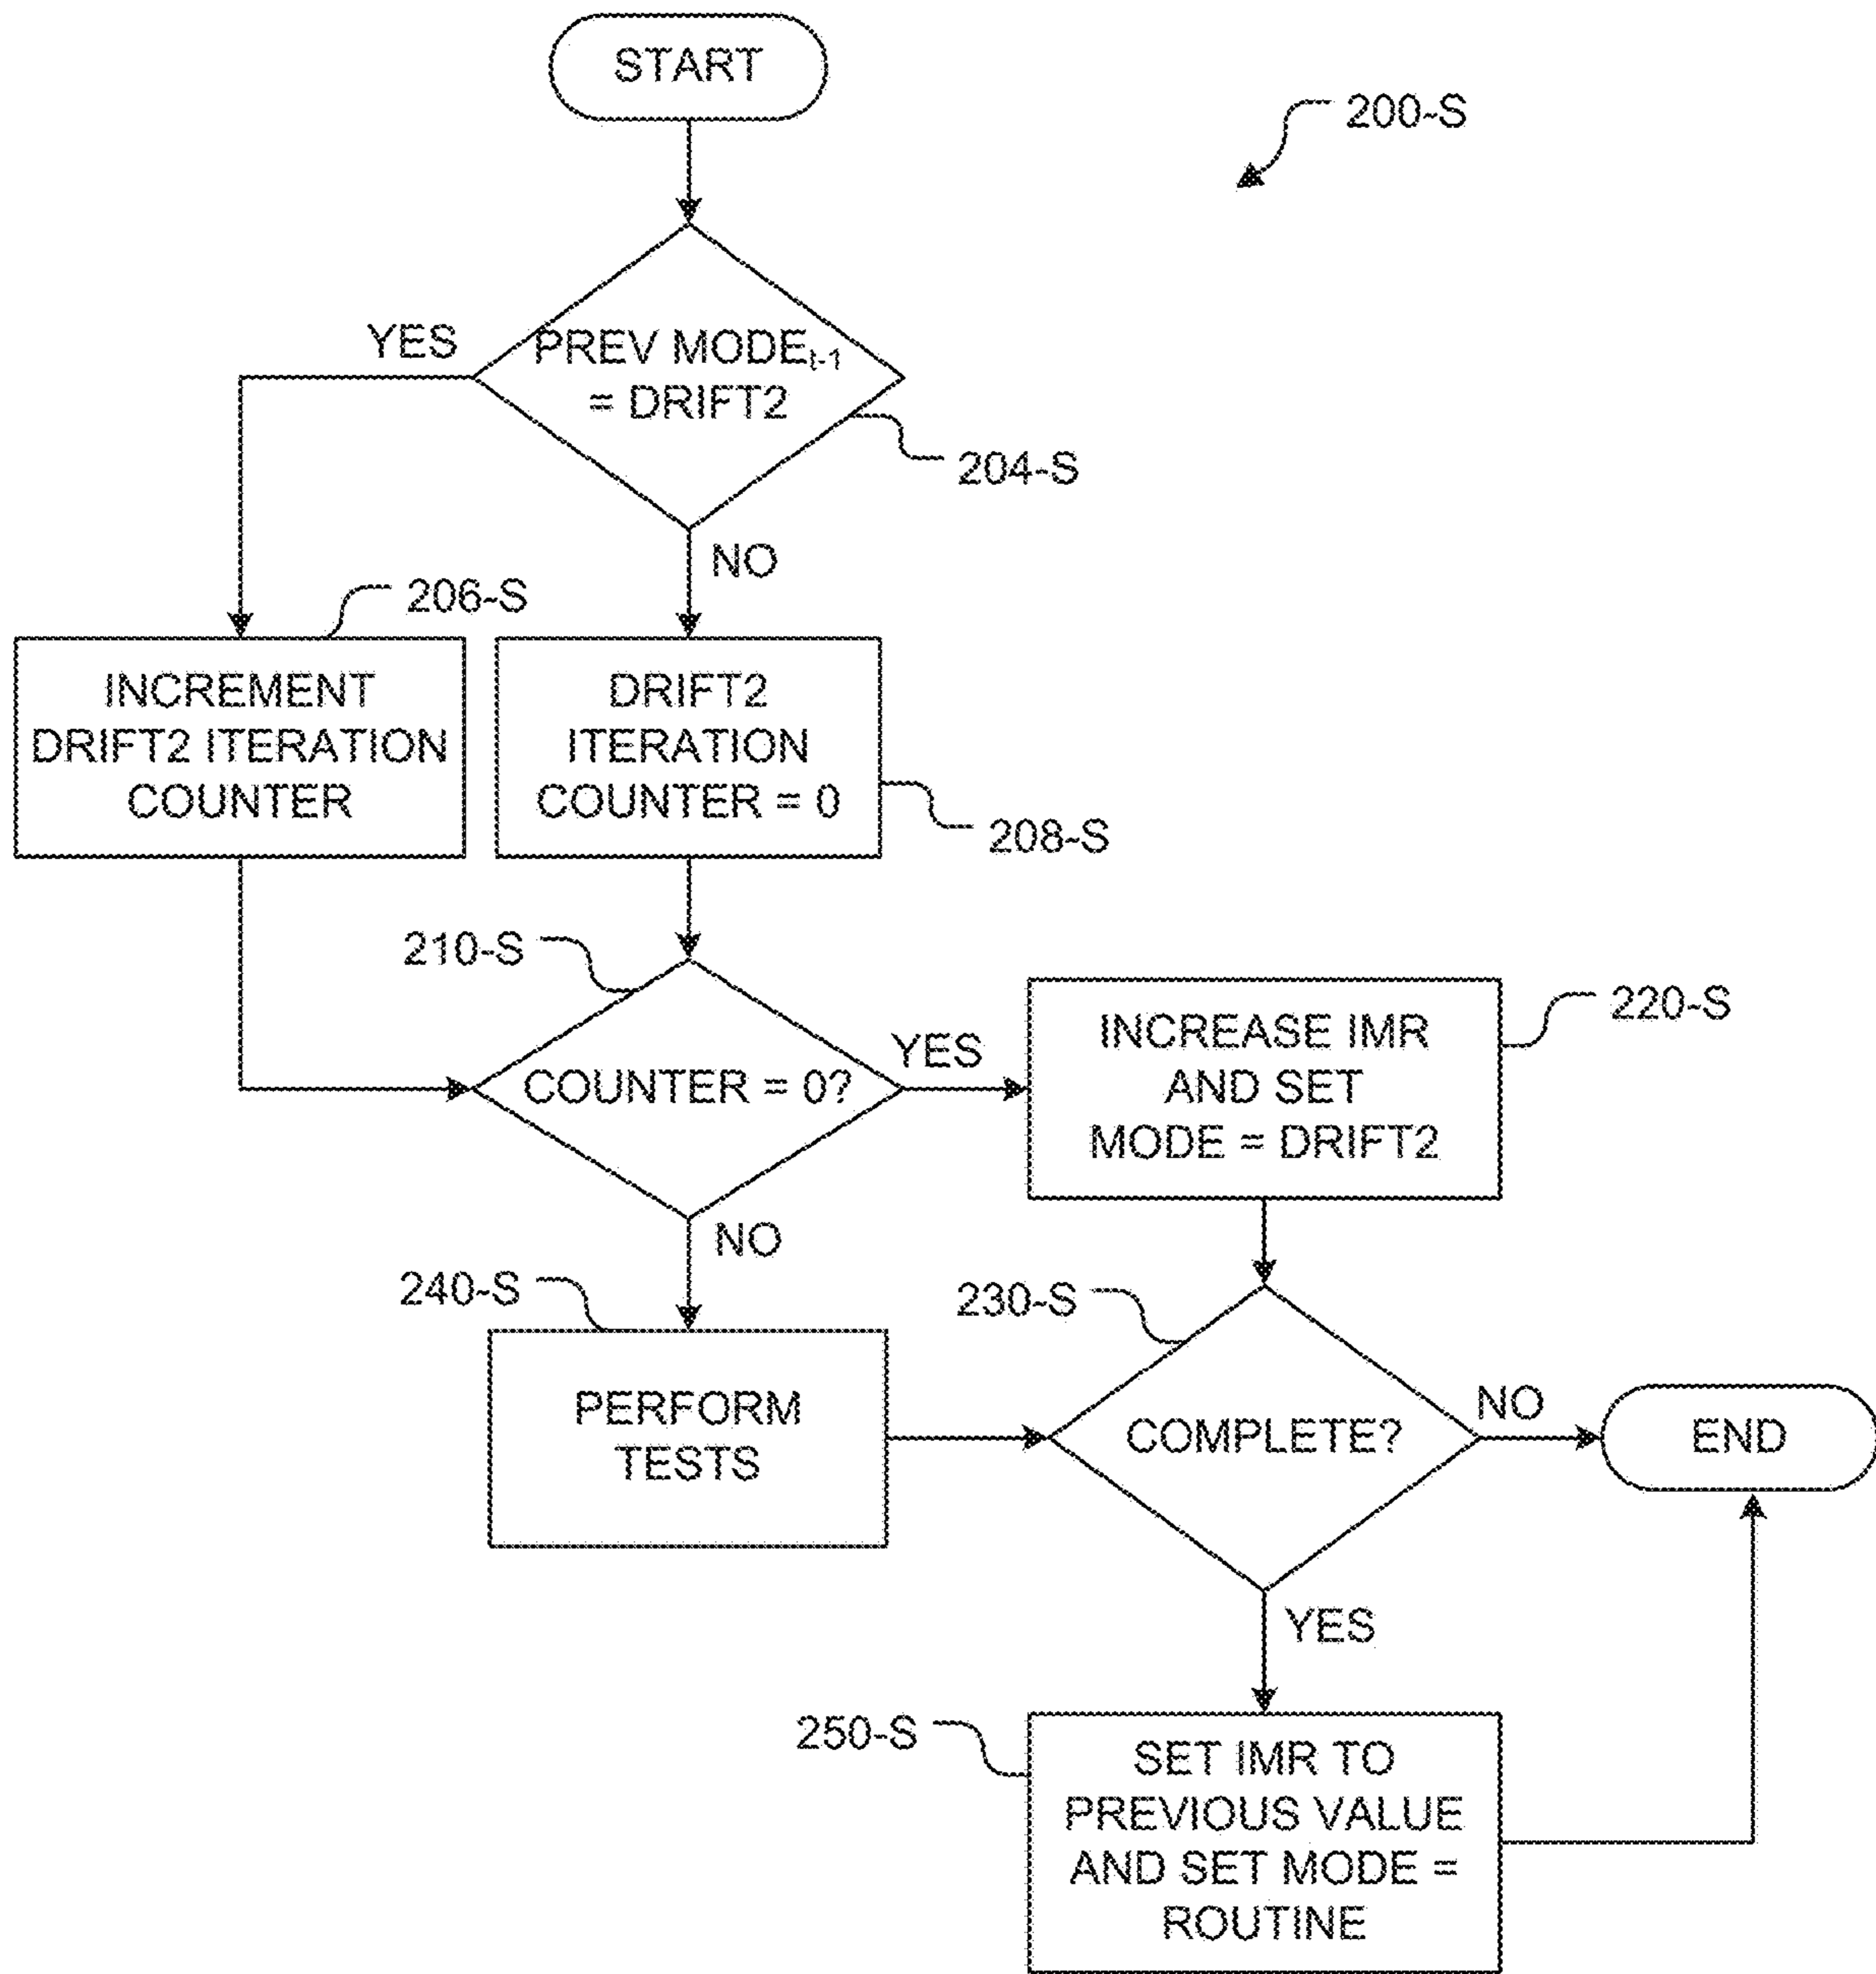 START
200-S
YES
PREV MODEt-1
= DRIFT2
204-S
NO
206-S
INCREMENT
DRIFT2 ITERATION
COUNTER
DRIFT2
ITERATION
COUNTER = 0
208-S
210-S
COUNTER = 0?
YES
INCREASE IMR
AND SET
MODE = DRIFT2
220-S
NO
240-S
PERFORM
TESTS
230-S
COMPLETE?
NO
END
YES
250-S
SET IMR TO
PREVIOUS VALUE
AND SET MODE =
ROUTINE